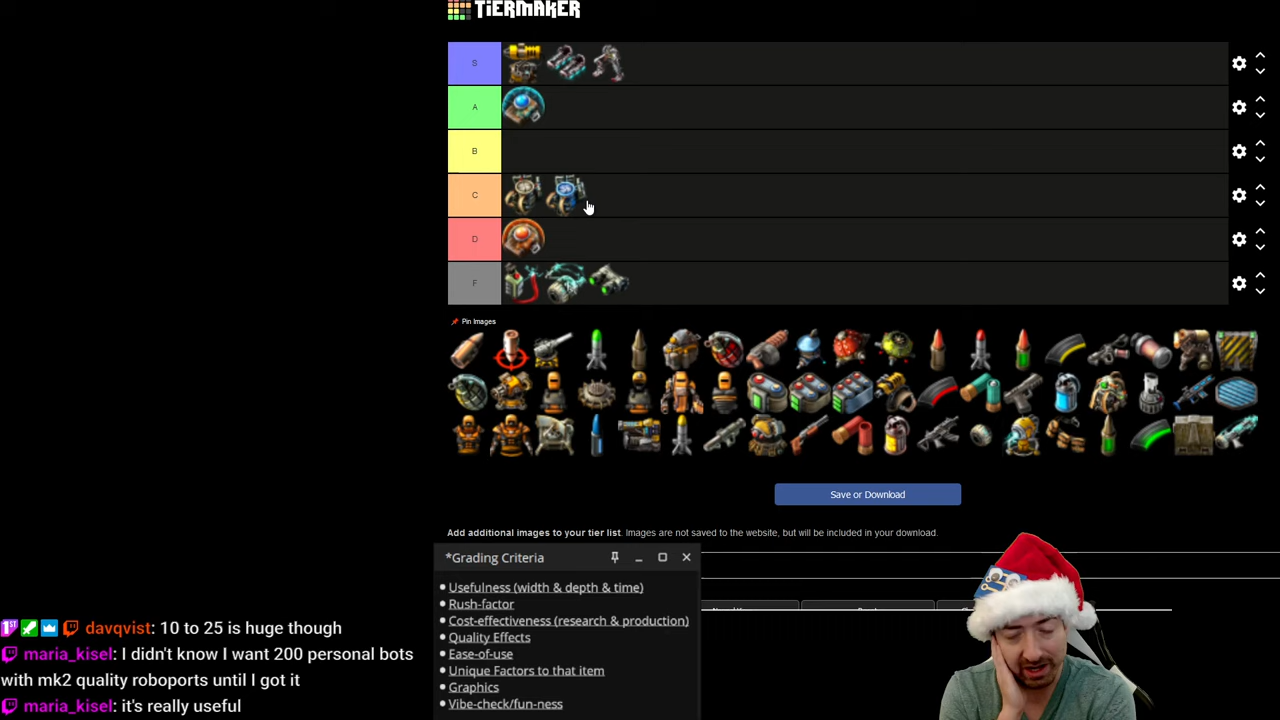 TiERMAKER
S
A
B
C
D
F
Pin Images
Save or Download
Add additional images to your tier list. Images are not saved to the website, but will be included in your download.
*Grading Criteria
Usefulness (width & depth & time)
Rush-factor
Cost-effectiveness (research & production)
Quality Effects
Ease-of-use
Unique Factors to that item
Graphics
Vibe-check/fun-ness
davqvist: 10 to 25 is huge though
maria_kisel: I didn't know I want 200 personal bots
with mk2 quality roboports until I got it
maria_kisel: it's really useful